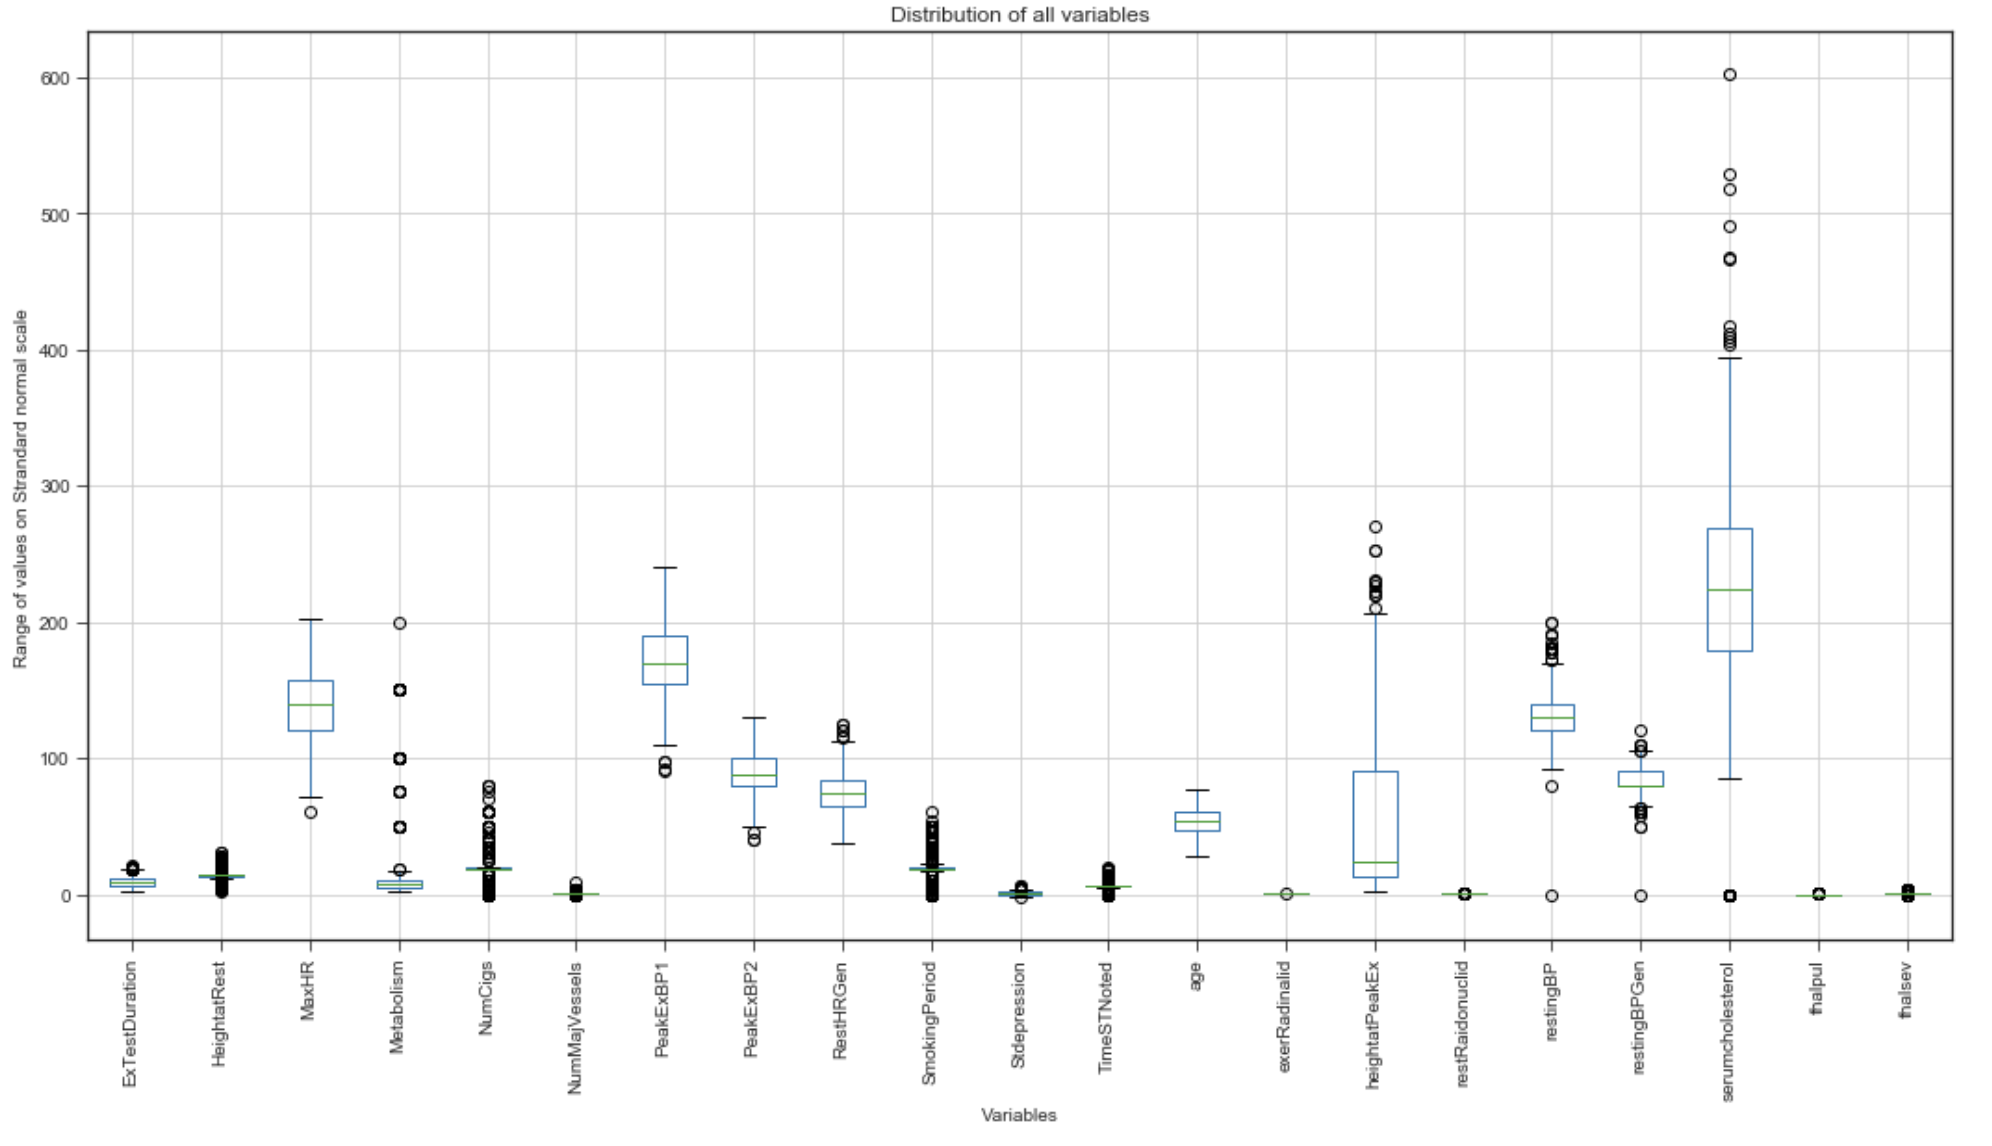 Distribution of all variables
Range of values on Strandard normal scale
600
500
400
300
200
100
0
ExTestDuration
HeightatRest
MaxHR
Metabolism
NumCigs
NumMajVessels
PeakExBP1
PeakExBP2
RestHRGen
SmokingPeriod
Stdepression
TimeSTNoted
age
exerRadinalid
heightatPeakEx
restRaidonuclid
restingBP
restingBPGen
serumcholesterol
thalpul
thalsev
Variables